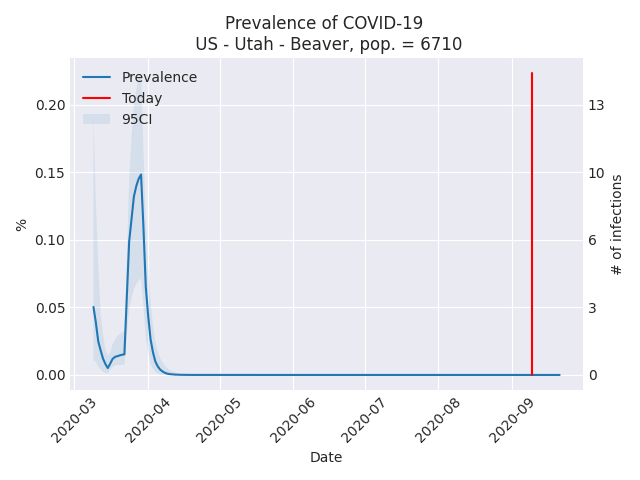 Prevalence of COVID-19
US - Utah - Beaver, pop. = 6710
Prevalence
Today
95CI
0.20
0.15
0.10
0.05
0.00
%
13
10
6
3
0
# of infections
2020-03
2020-04
2020-05
2020-06
2020-07
2020-08
2020-09
Date